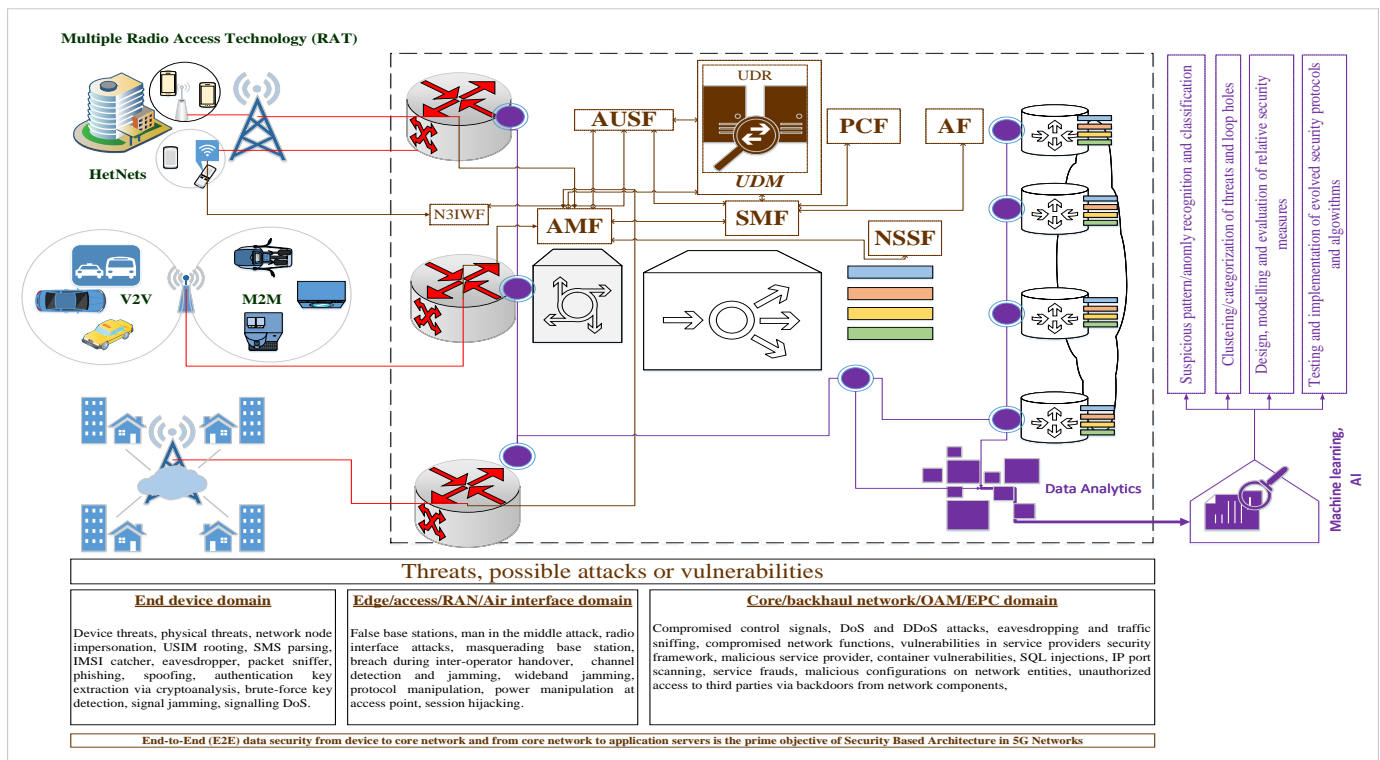 Multiple Radio Access Technology (RAT)
HetNets
V2V
M2M
UDR
UDM
AUSF
PCF
AF
N3IWF
AMF
SMF
NSSF
Data Analytics
Suspicious pattern/anomly recognition and classification
Clustering/categorization of threats and loop holes
Design, modelling and evaluation of relative security
measures
Testing and implementation of evolved security protocols
and algorithms
Machine learning,
AI
Threats, possible attacks or vulnerabilities
End device domain
Device threats, physical threats, network node
impersonation, USIM rooting, SMS parsing,
IMSI catcher, eavesdropper, packet sniffer,
phishing, spoofing, authentication key
extraction via cryptoanalysis, brute-force key
detection, signal jamming, signalling DoS.
Edge/access/RAN/Air interface domain
False base stations, man in the middle attack, radio
interface attacks, masquerading base station,
breach during inter-operator handover, channel
detection and jamming, wideband jamming,
protocol manipulation, power manipulation at
access point, session hijacking.
Core/backhaul network/OAM/EPC domain
Compromised control signals, DoS and DDoS attacks, eavesdropping and traffic
sniffing, compromised network functions, vulnerabilities in service providers security
framework, malicious service provider, container vulnerabilities, SQL injections, IP port
scanning, service frauds, malicious configurations on network entities, unauthorized
access to third parties via backdoors from network components,
End-to-End (E2E) data security from device to core network and from core network to application servers is the prime objective of Security Based Architecture in 5G Networks